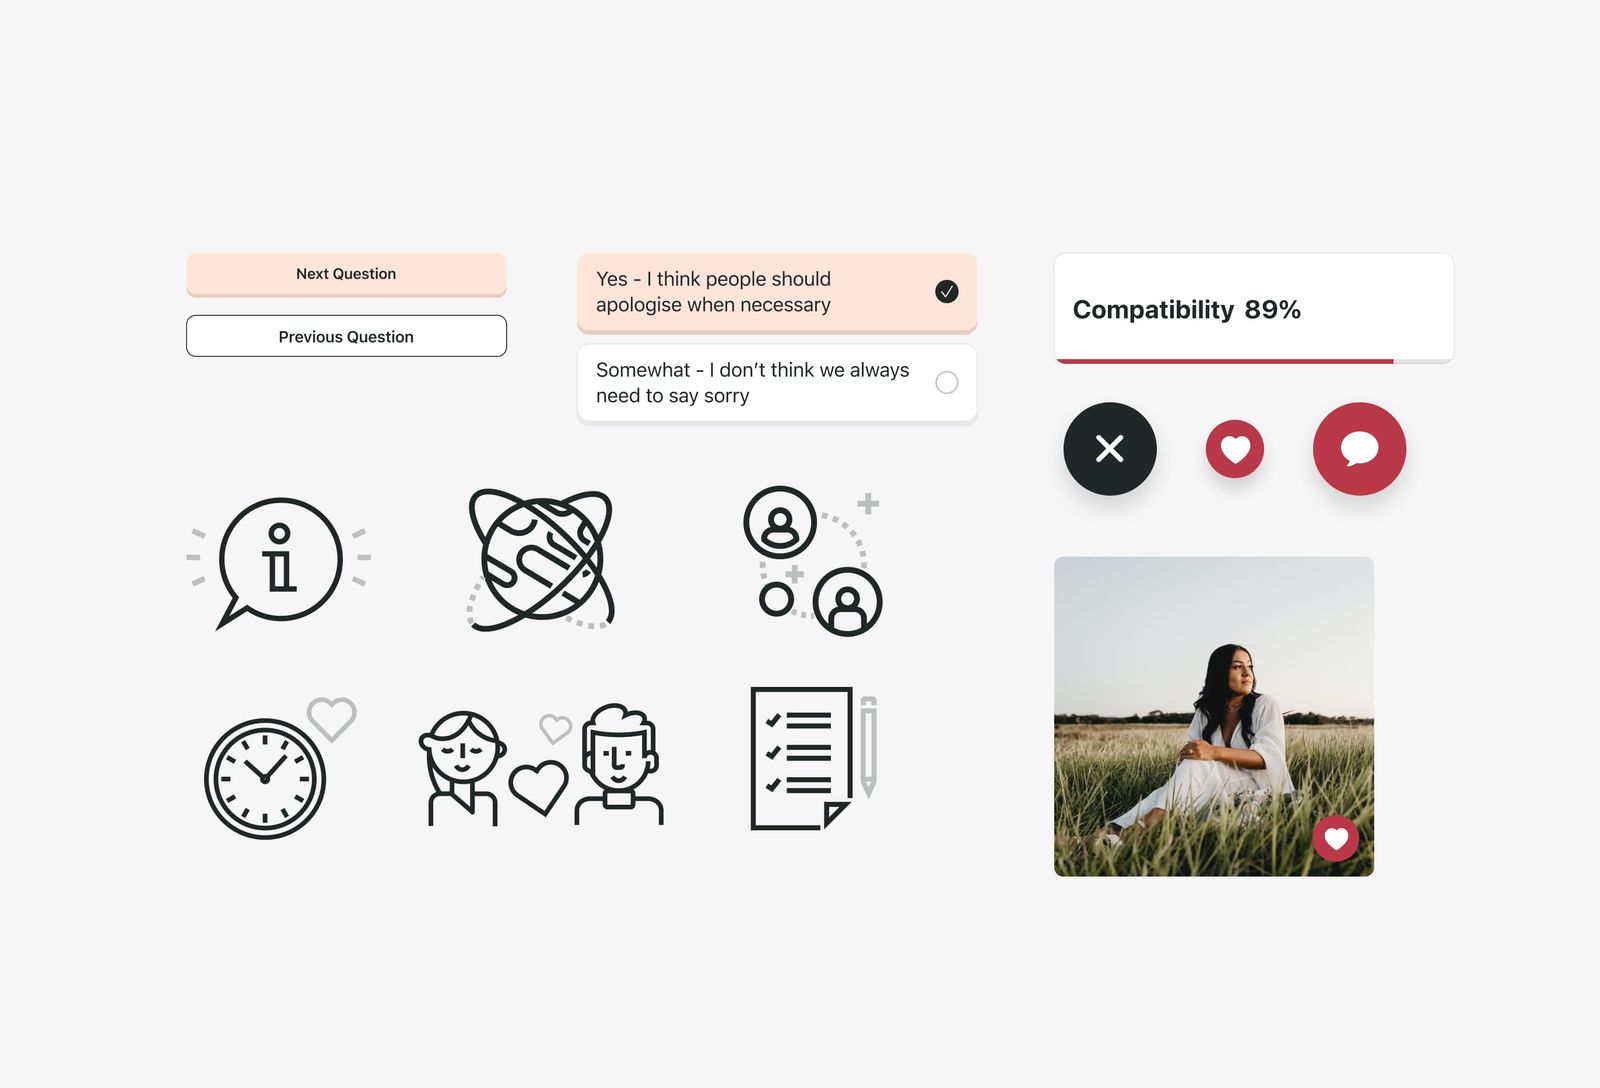 Next Question
Previous Question
Yes - I think people should
apologise when necessary
Somewhat - I don’t think we always
need to say sorry
Compatibility 89%